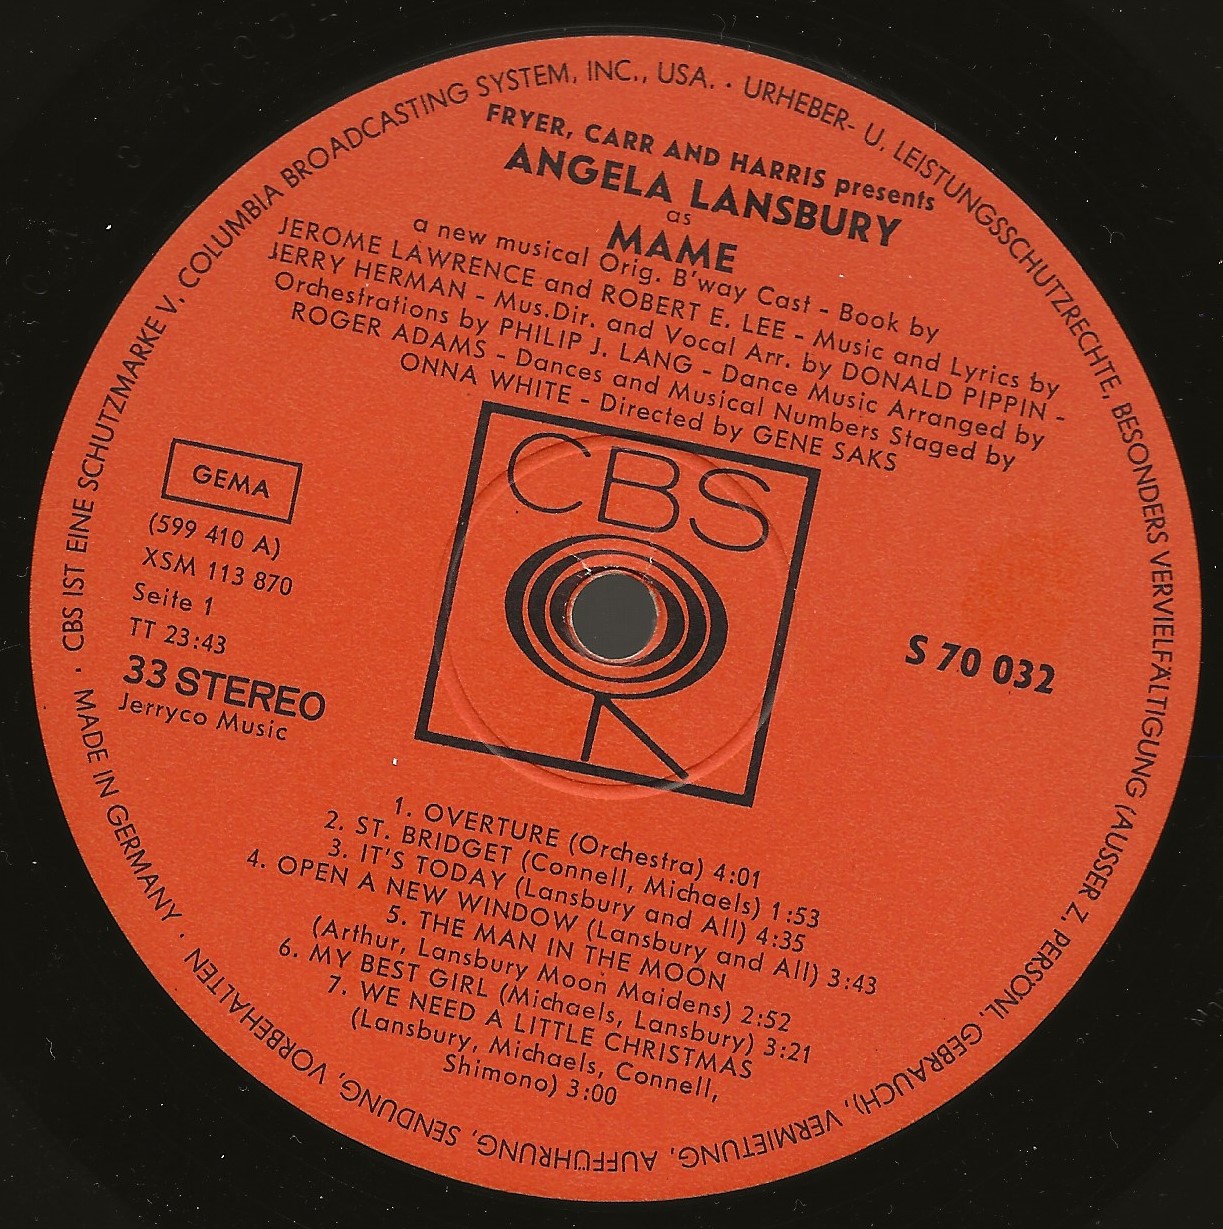 CBS IST EINE SCHUTZMARKE V. COLUMBIA BROADCASTING SYSTEM, INC., USA. · URHEBER- U. LEISTUNGSSCHUTZRECHTE, BESONDERS VERVIELFÄLTIGUNG (AUSSER Z. PERSÖNL. GEBRAUCH), VERMIETUNG, AUFFÜHRUNG, SENDUNG, VORBEHALTEN · MADE IN GERMANY ·
FRYER, CARR AND HARRIS presents
ANGELA LANSBURY
as
MAME
a new musical Orig. B'way Cast - Book by
JEROME LAWRENCE and ROBERT E. LEE - Music and Lyrics by
JERRY HERMAN - Mus.Dir. and Vocal Arr. by DONALD PIPPIN -
Orchestrations by PHILIP J. LANG - Dance Music Arranged by
ROGER ADAMS - Dances and Musical Numbers Staged by
ONNA WHITE - Directed by GENE SAKS
CBS
GEMA
(599 410 A)
XSM 113 870
Seite 1
TT 23:43
33 STEREO
Jerryco Music
S 70 032
1. OVERTURE (Orchestra) 4:01
2. ST. BRIDGET (Connell, Michaels) 1:53
3. IT'S TODAY (Lansbury and All) 4:35
4. OPEN A NEW WINDOW (Lansbury and All) 3:43
5. THE MAN IN THE MOON
(Arthur, Lansbury Moon Maidens) 2:52
6. MY BEST GIRL (Michaels, Lansbury) 3:21
7. WE NEED A LITTLE CHRISTMAS
(Lansbury, Michaels, Connell,
Shimono) 3:00